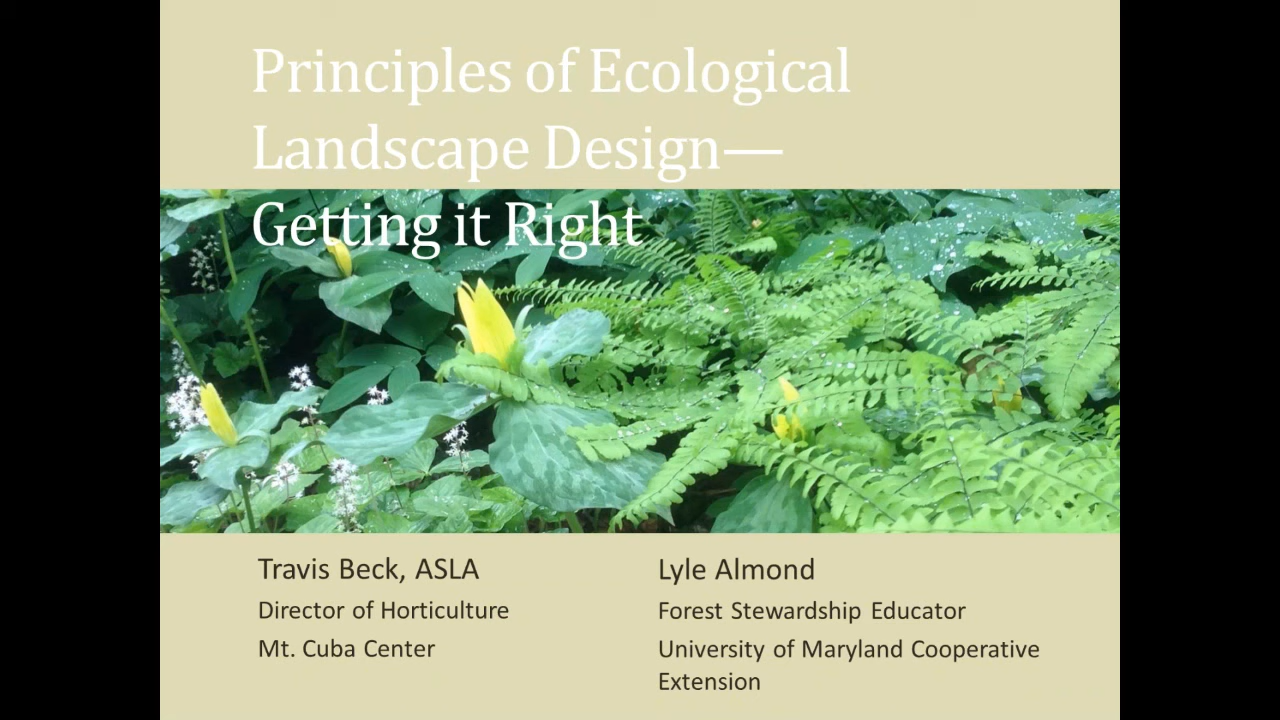 Principles of Ecological
Landscape Design—
Getting it Right
Travis Beck, ASLA
Director of Horticulture
Mt. Cuba Center
Lyle Almond
Forest Stewardship Educator
University of Maryland Cooperative
Extension